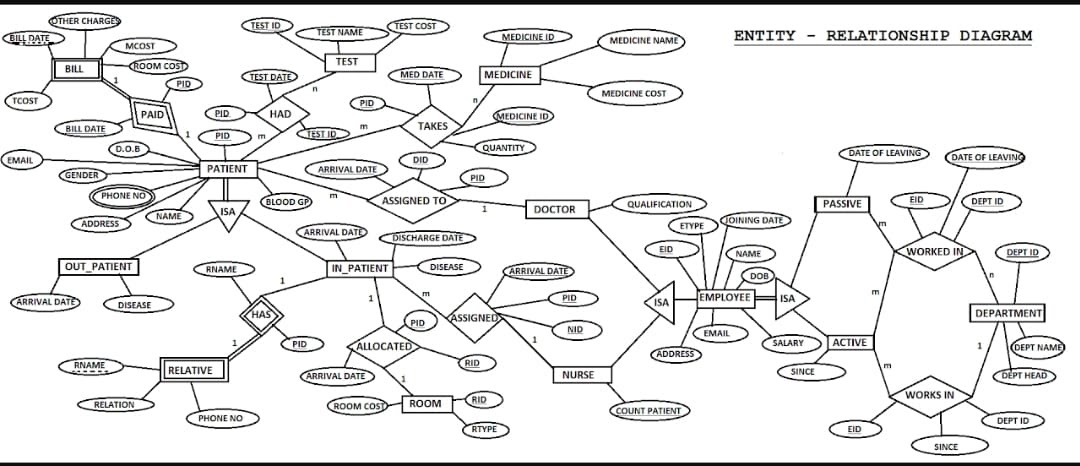 ENTITY - RELATIONSHIP DIAGRAM
OTHER CHARGES
BILL DATE
MCOST
BILL
ROOM COST
1
PID
TCOST
PAID
BILL DATE
1
TEST ID
TEST NAME
TEST COST
TEST
TEST DATE
n
PID
HAD
TEST ID
m
MEDICINE ID
MEDICINE NAME
MEDICINE
MEDICINE COST
MED DATE
n
PID
TAKES
MEDICINE ID
m
QUANTITY
PID
D.O.B
EMAIL
GENDER
PATIENT
PHONE NO
ADDRESS
NAME
BLOOD GP
ISA
ARRIVAL DATE
DID
PID
m
ASSIGNED TO
1
DOCTOR
QUALIFICATION
OUT_PATIENT
ARRIVAL DATE
DISEASE
ARRIVAL DATE
DISCHARGE DATE
IN_PATIENT
DISEASE
RNAME
1
HAS
PID
1
RNAME
RELATIVE
RELATION
PHONE NO
1
PID
ALLOCATED
RID
ARRIVAL DATE
1
ROOM COST
ROOM
RID
RTYPE
m
ARRIVAL DATE
PID
ASSIGNED
NID
1
NURSE
COUNT PATIENT
ISA
ETYPE
JOINING DATE
EID
NAME
DOB
EMPLOYEE
EMAIL
SALARY
ADDRESS
ISA
DATE OF LEAVING
DATE OF LEAVING
PASSIVE
EID
DEPT ID
m
WORKED IN
n
DEPT ID
DEPARTMENT
DEPT NAME
DEPT HEAD
ACTIVE
SINCE
m
1
m
WORKS IN
EID
SINCE
DEPT ID